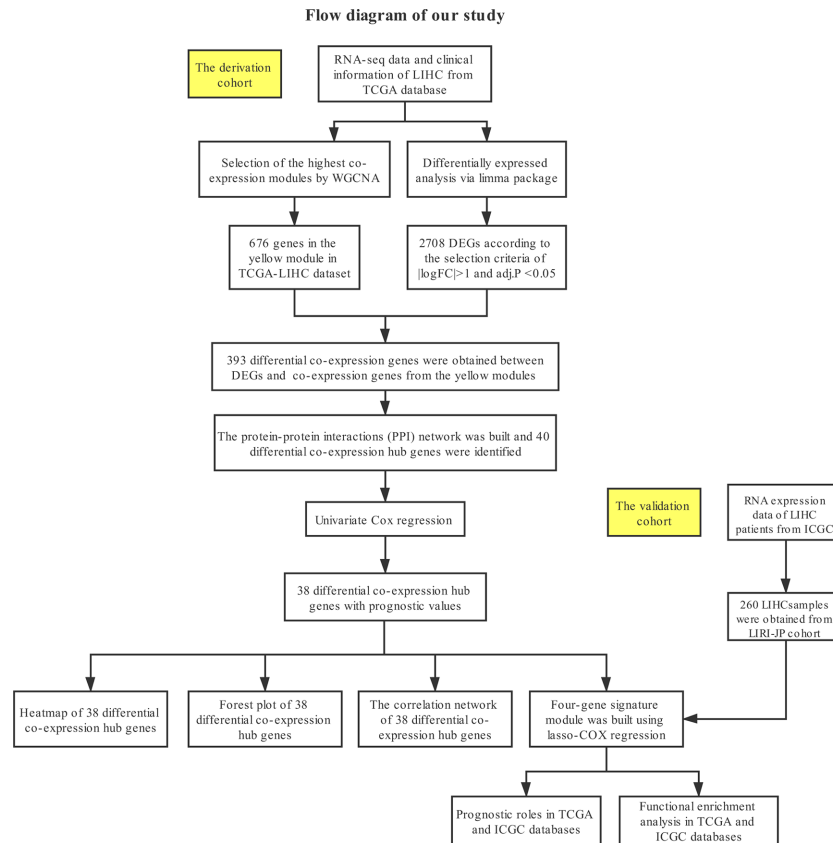 Flow diagram of our study
The derivation
cohort
RNA-seq data and clinical
information of LIHC from
TCGA database
Selection of the highest co-
expression modules by WGCNA
Differentially expressed
analysis via limma package
676 genes in the
yellow module in
TCGA-LIHC dataset
2708 DEGs according to
the selection criteria of
|logFC|>1 and adj.P <0.05
393 differential co-expression genes were obtained between
DEGs and co-expression genes from the yellow modules
The protein-protein interactions (PPI) network was built and 40
differential co-expression hub genes were identified
Univariate Cox regression
The validation
cohort
RNA expression
data of LIHC
patients from ICGC
38 differential co-expression hub
genes with prognostic values
260 LIHCsamples
were obtained from
LIRI-JP cohort
Heatmap of 38 differential
co-expression hub genes
Forest plot of 38
differential co-expression
hub genes
The correlation network
of 38 differential co-
expression hub genes
Four-gene signature
module was built using
lasso-COX regression
Prognostic roles in TCGA
and ICGC databases
Functional enrichment
analysis in TCGA and
ICGC databases